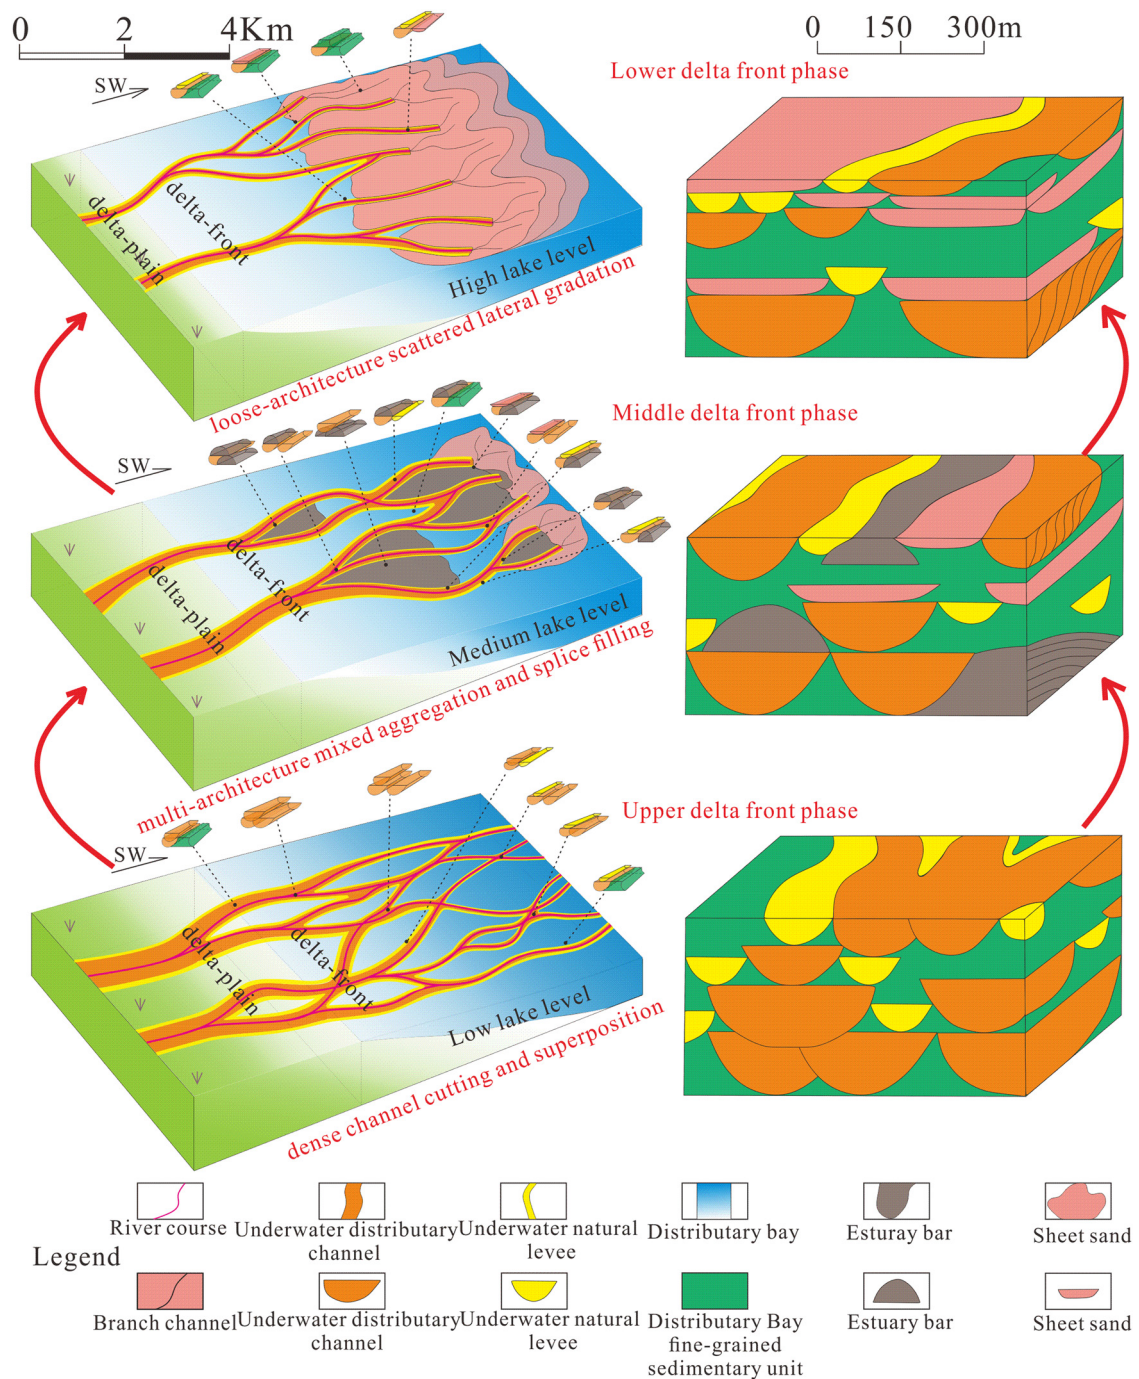 0 2 4Km
0 150 300m
Lower delta front phase
SW
delta-plain
delta-front
High lake level
loose-architecture scattered lateral gradation
Middle delta front phase
SW
delta-plain
delta-front
Medium lake level
multi-architecture mixed aggregation and splice filling
Upper delta front phase
SW
delta-plain
delta-front
Low lake level
dense channel cutting and superposition
Legend
River course
Underwater distributary
channel
Underwater natural
levee
Distributary bay
Esturay bar
Sheet sand
Branch channel
Underwater distributary
channel
Underwater natural
levee
Distributary Bay
fine-grained
sedimentary unit
Estuary bar
Sheet sand